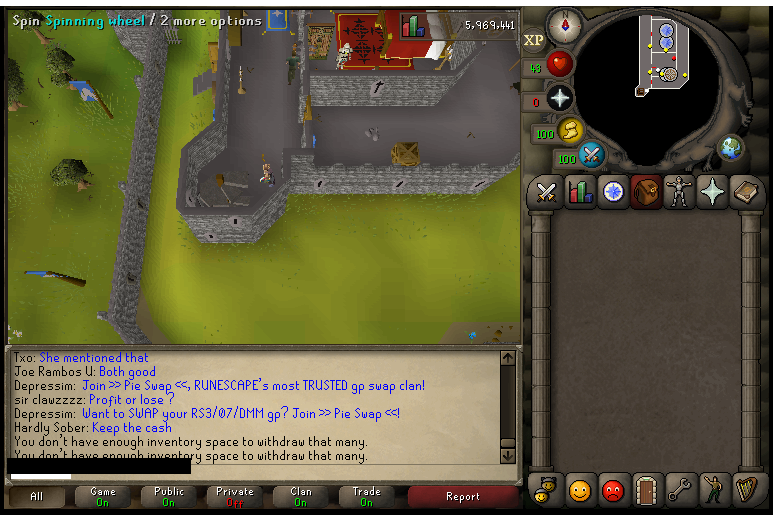 Spin Spinning wheel / 2 more options
5,969,441
XP
43
0
100
100
Txo: She mentioned that
Joe Rambos U: Both good
Depressim: Join >> Pie Swap <<, RUNESCAPE's most TRUSTED gp swap clan!
sir clawzzzz: Profit or lose ?
Depressim: Want to SWAP your RS3/07/DMM gp? Join >> Pie Swap <<!
Hardly Sober: Keep the cash
You don't have enough inventory space to withdraw that many.
You don't have enough inventory space to withdraw that many.
All
Game
On
Public
On
Private
Off
Clan
On
Trade
On
Report